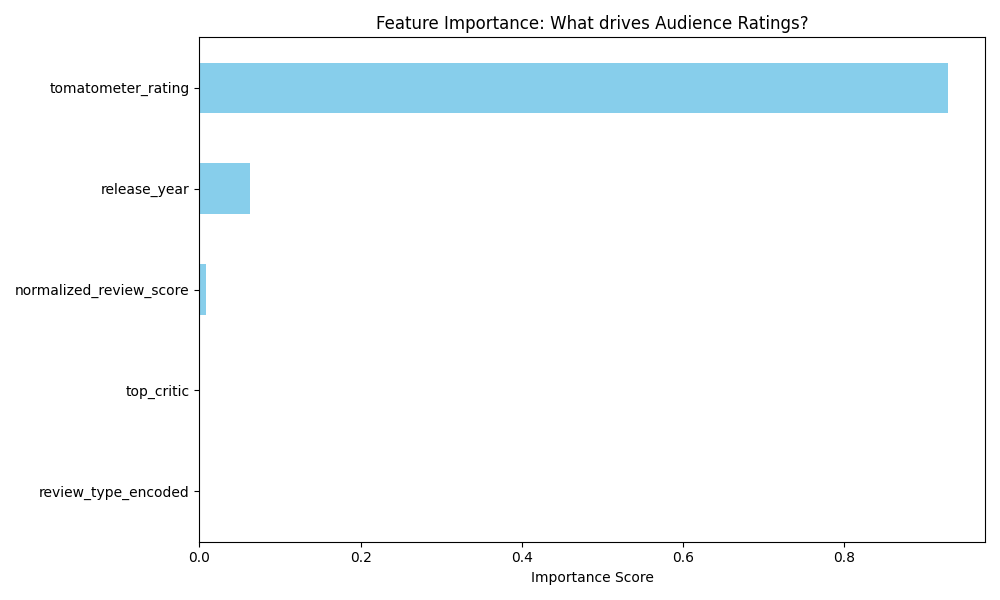 Feature Importance: What drives Audience Ratings?
tomatometer_rating
release_year
normalized_review_score
top_critic
review_type_encoded
0.0 0.2 0.4 0.6 0.8
Importance Score